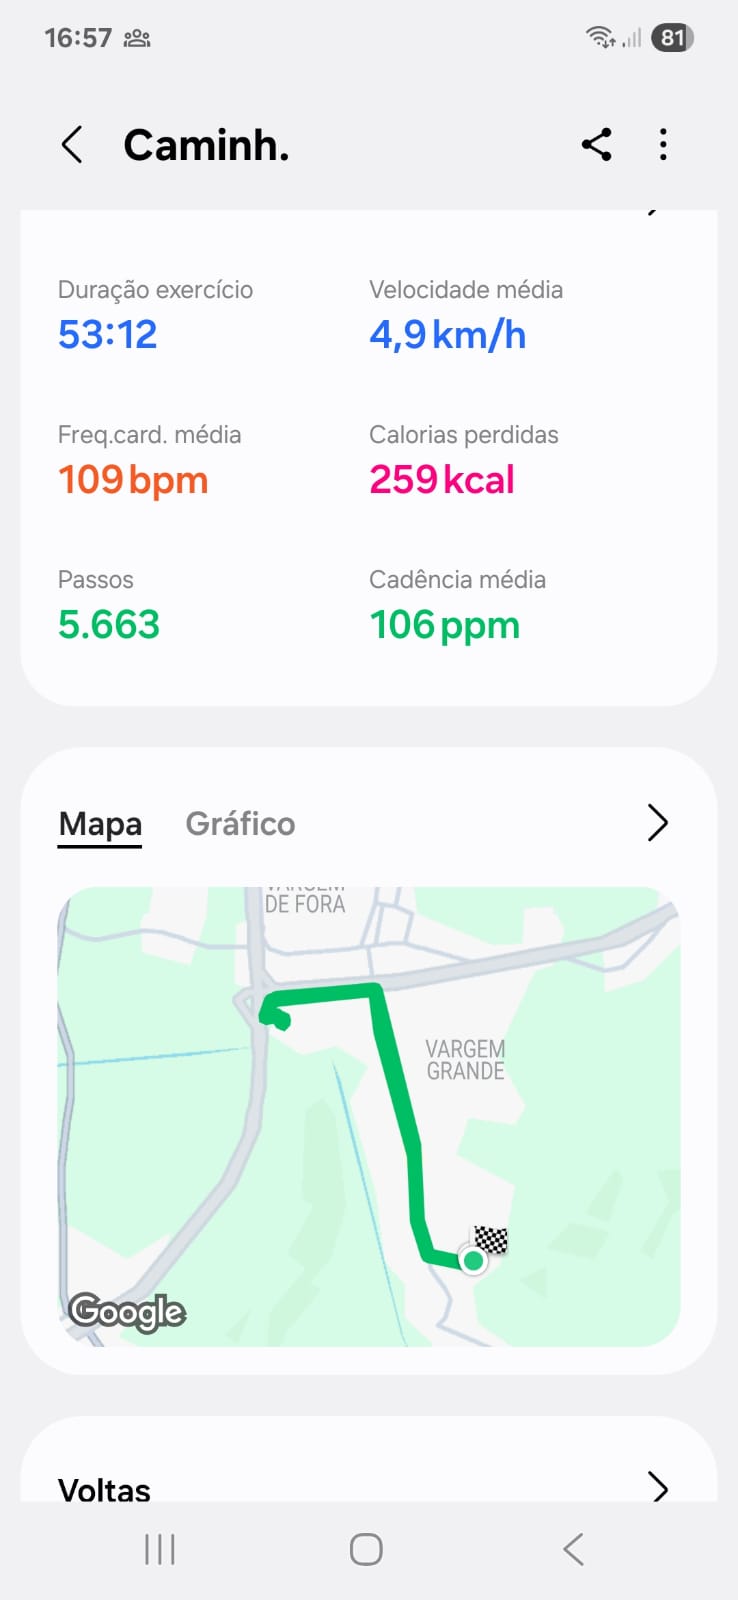 16:57
81
Caminh.
Duração exercício
Velocidade média
53:12
4,9 km/h
Freq.card. média
Calorias perdidas
109 bpm
259 kcal
Passos
Cadência média
5.663
106 ppm
Mapa
Gráfico
VARGEM
DE FORA
VARGEM
GRANDE
Google
Voltas